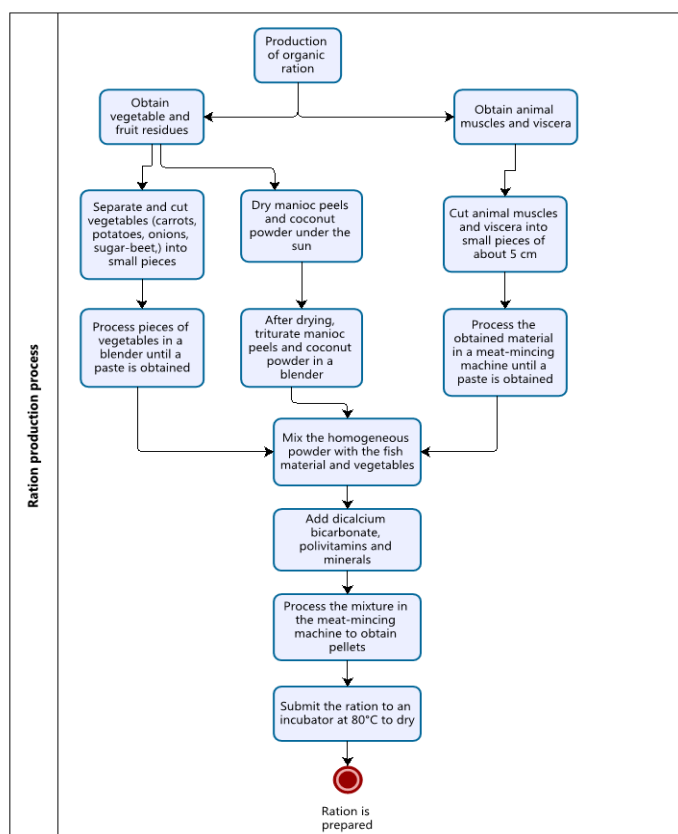 Ration production process
Production
of organic
ration
Obtain
vegetable and
fruit residues
Obtain animal
muscles and viscera
Separate and cut
vegetables (carrots,
potatoes, onions,
sugar-beet,) into
small pieces
Dry manioc peels
and coconut
powder under the
sun
Cut animal muscles
and viscera into
small pieces of
about 5 cm
Process pieces of
vegetables in a
blender until a
paste is obtained
After drying,
triturate manioc
peels and coconut
powder in a
blender
Process the
obtained material
in a meat-mincing
machine until a
paste is obtained
Mix the homogeneous
powder with the fish
material and vegetables
Add dicalcium
bicarbonate,
polivitamins and
minerals
Process the mixture in
the meat-mincing
machine to obtain
pellets
Submit the ration to an
incubator at 80°C to dry
Ration is
prepared